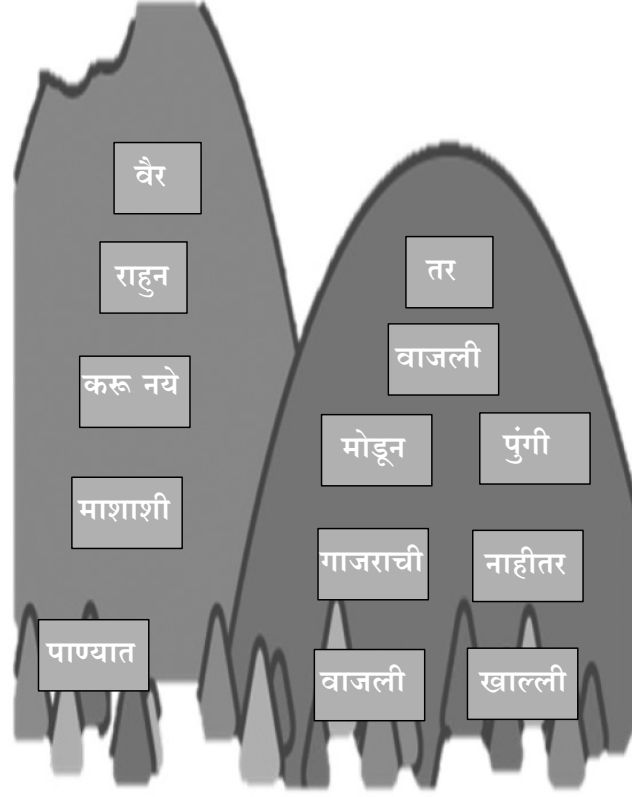 वैर
राहुन
करू नये
माशाशी
पाण्यात
तर
वाजली
मोडून पुंगी
गाजराची नाहीतर
वाजली खाल्ली